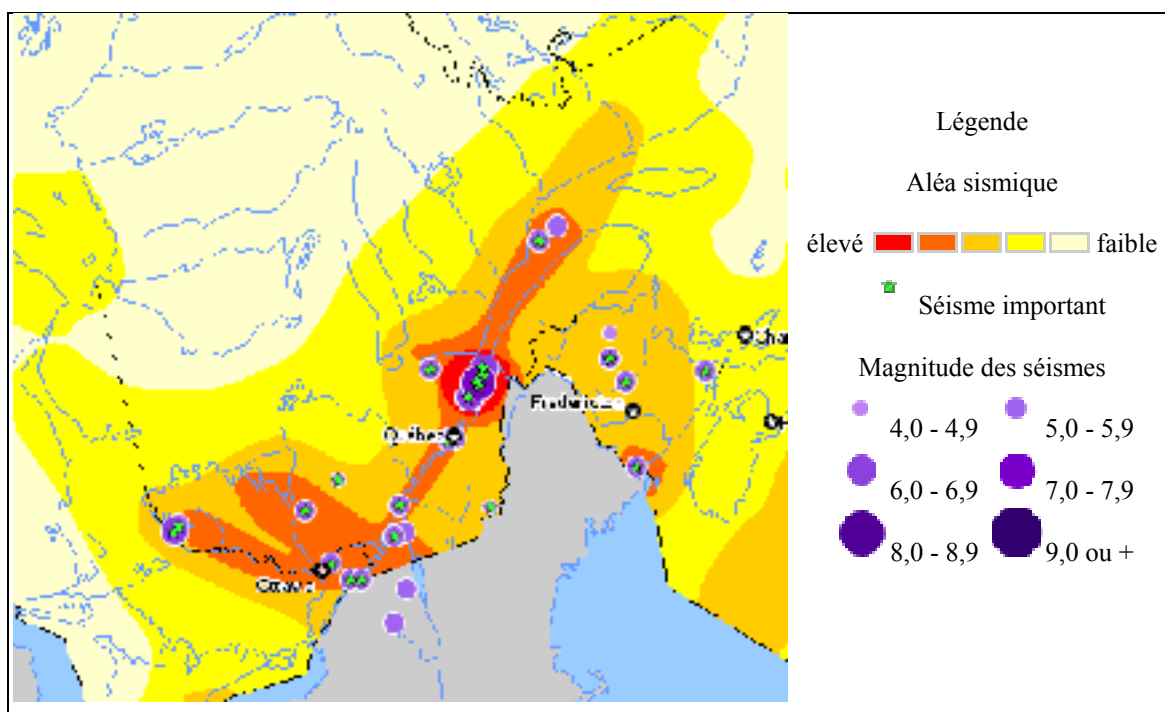 Légende
Aléa sismique
élevé faible
Séisme important
Magnitude des séismes
4,0 - 4,9 5,0 - 5,9
6,0 - 6,9 7,0 - 7,9
8,0 - 8,9 9,0 ou +
Québec
Ottawa